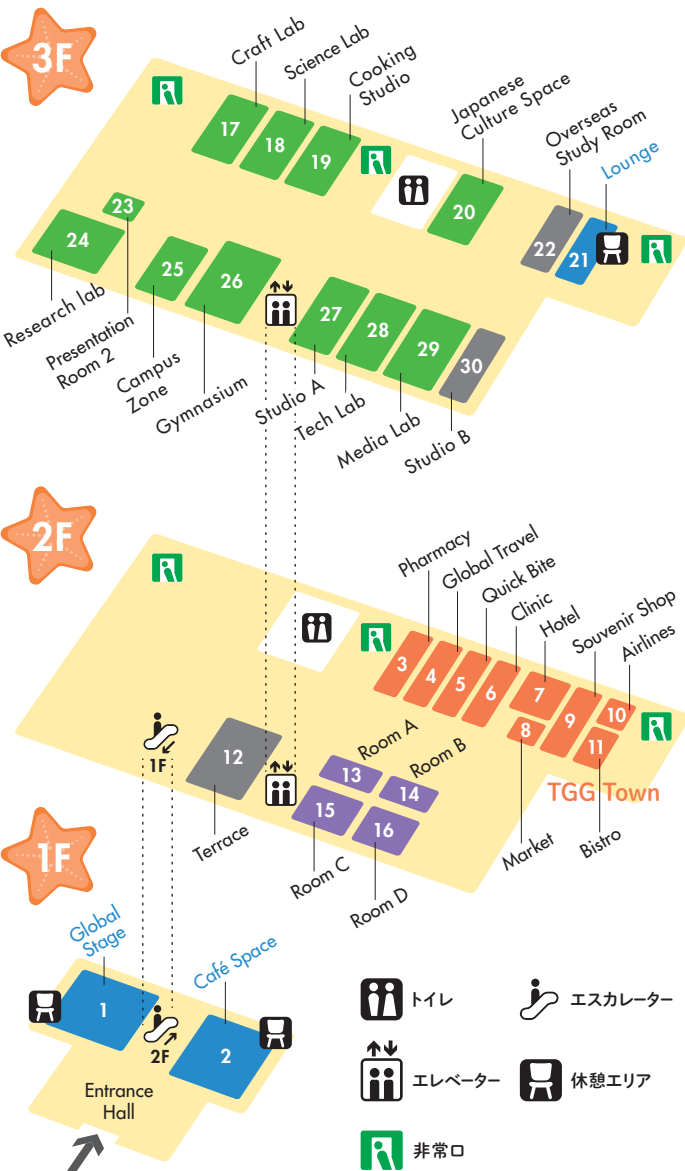 3F
Craft Lab
Science Lab
Cooking
Studio
Japanese
Culture Space
Overseas
Study Room
Lounge
17
18
19
20
22
21
23
24
25
26
27
28
29
30
Research lab
Presentation
Room 2
Campus
Zone
Gymnasium
Studio A
Tech Lab
Media Lab
Studio B
2F
Pharmacy
Global Travel
Quick Bite
Clinic
Hotel
Souvenir Shop
Airlines
3
4
5
6
7
8
9
10
11
1F
12
13
14
15
16
Room A
Room B
TGG Town
Terrace
Room C
Room D
Market
Bistro
1F
Global
Stage
Café Space
1
2F
2
Entrance
Hall
トイレ
エスカレーター
エレベーター
休憩エリア
非常口